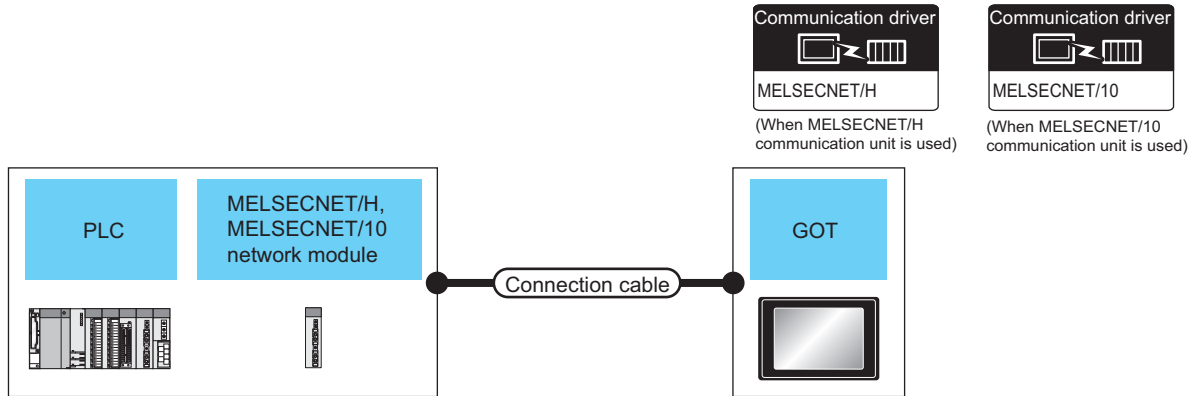 Communication driver
MELSECNET/H
(When MELSECNET/H
communication unit is used)
Communication driver
MELSECNET/10
(When MELSECNET/10
communication unit is used)
PLC
MELSECNET/H,
MELSECNET/10
network module
Connection cable
GOT